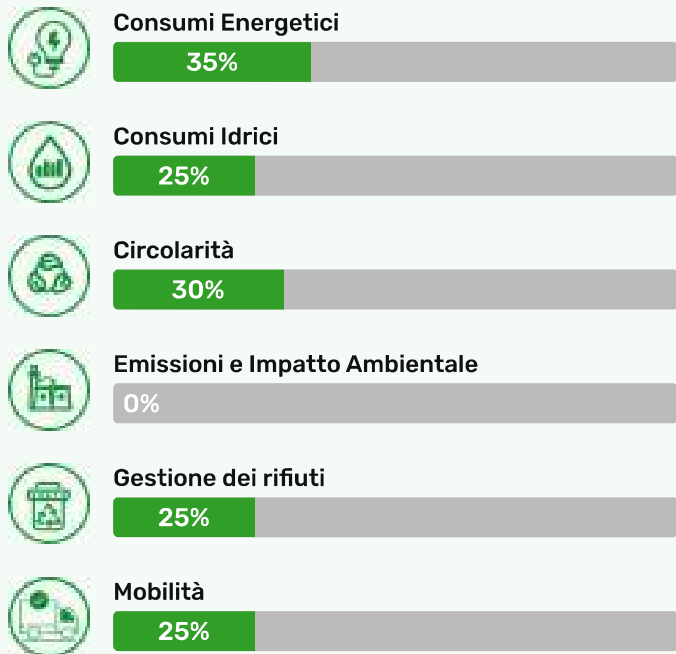 Consumi Energetici
35%
Consumi Idrici
25%
Circolarità
30%
Emissioni e Impatto Ambientale
0%
Gestione dei rifiuti
25%
Mobilità
25%